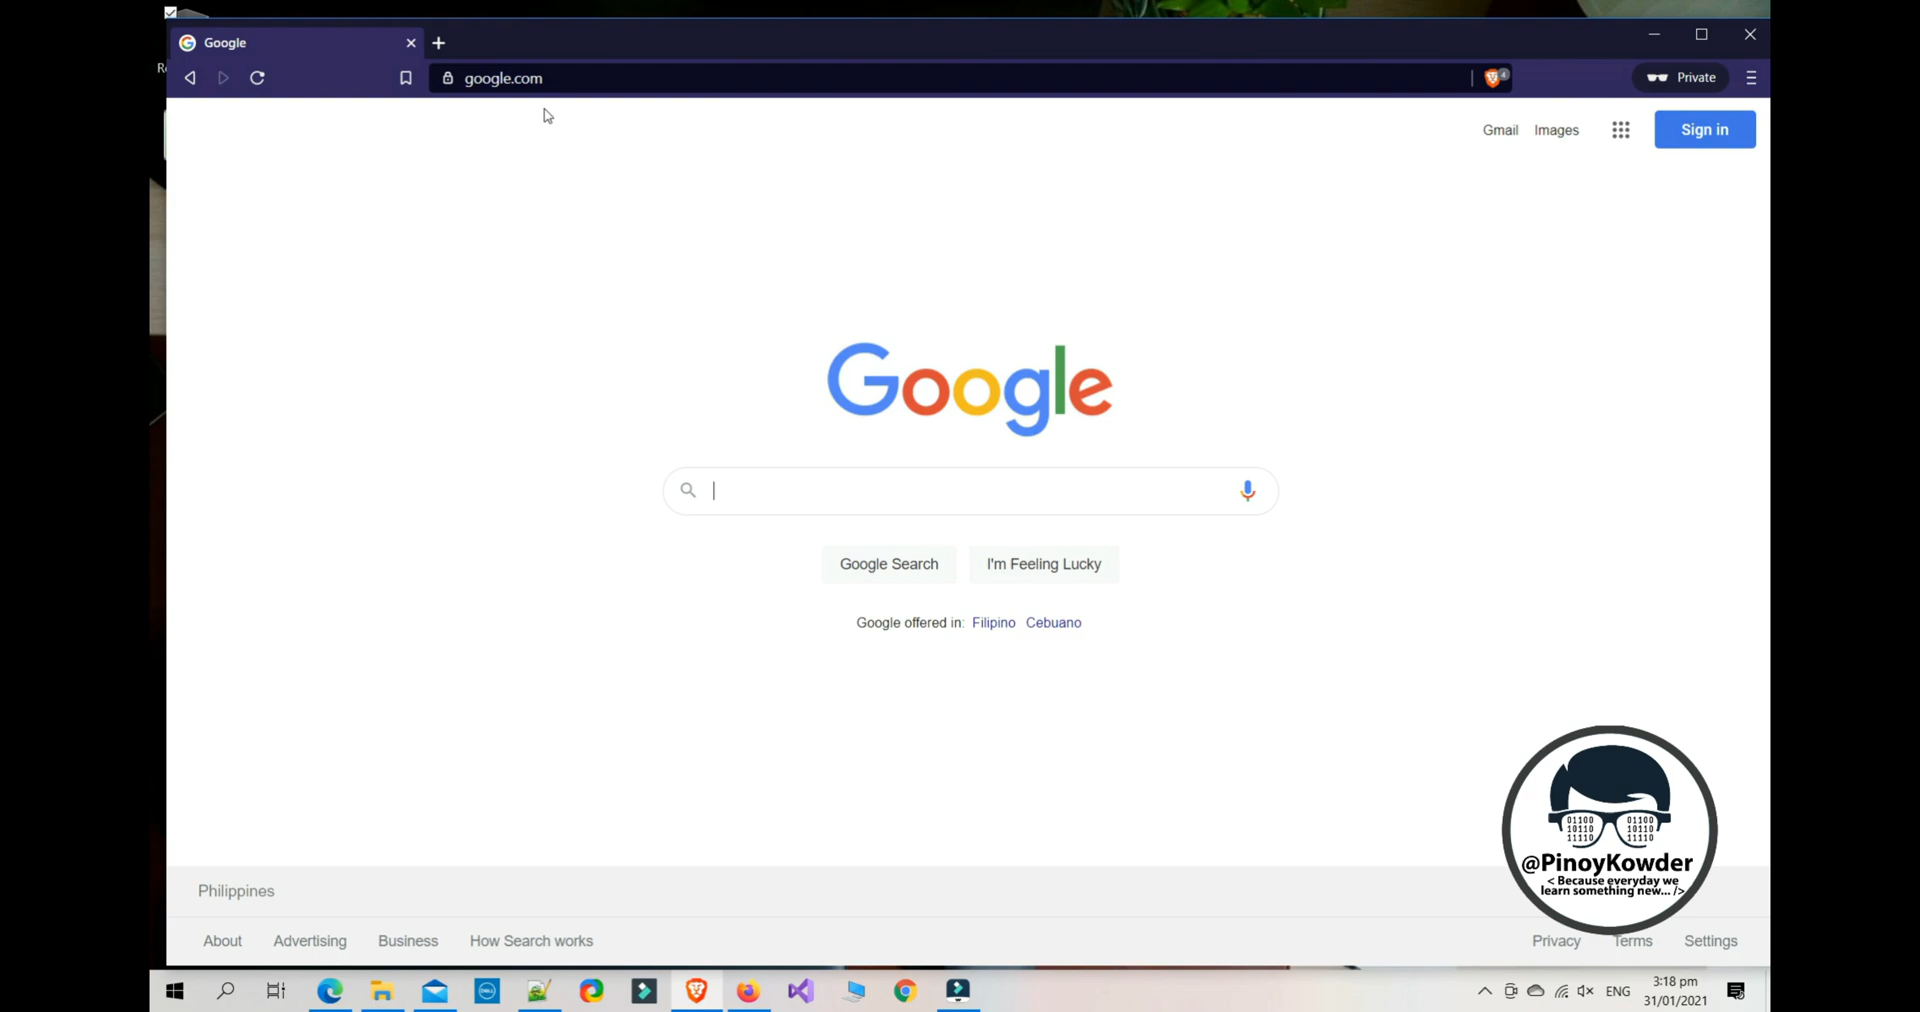 Google
google.com
4
Private
Gmail Images
Sign in
Google
Google Search I'm Feeling Lucky
Google offered in: Filipino Cebuano
01100 01100
10110 10110
11110 11110
@PinoyKowder
< Because everyday we
learn something new... />
Philippines
About Advertising Business How Search works
Privacy Terms Settings
ENG
3:18 pm
31/01/2021